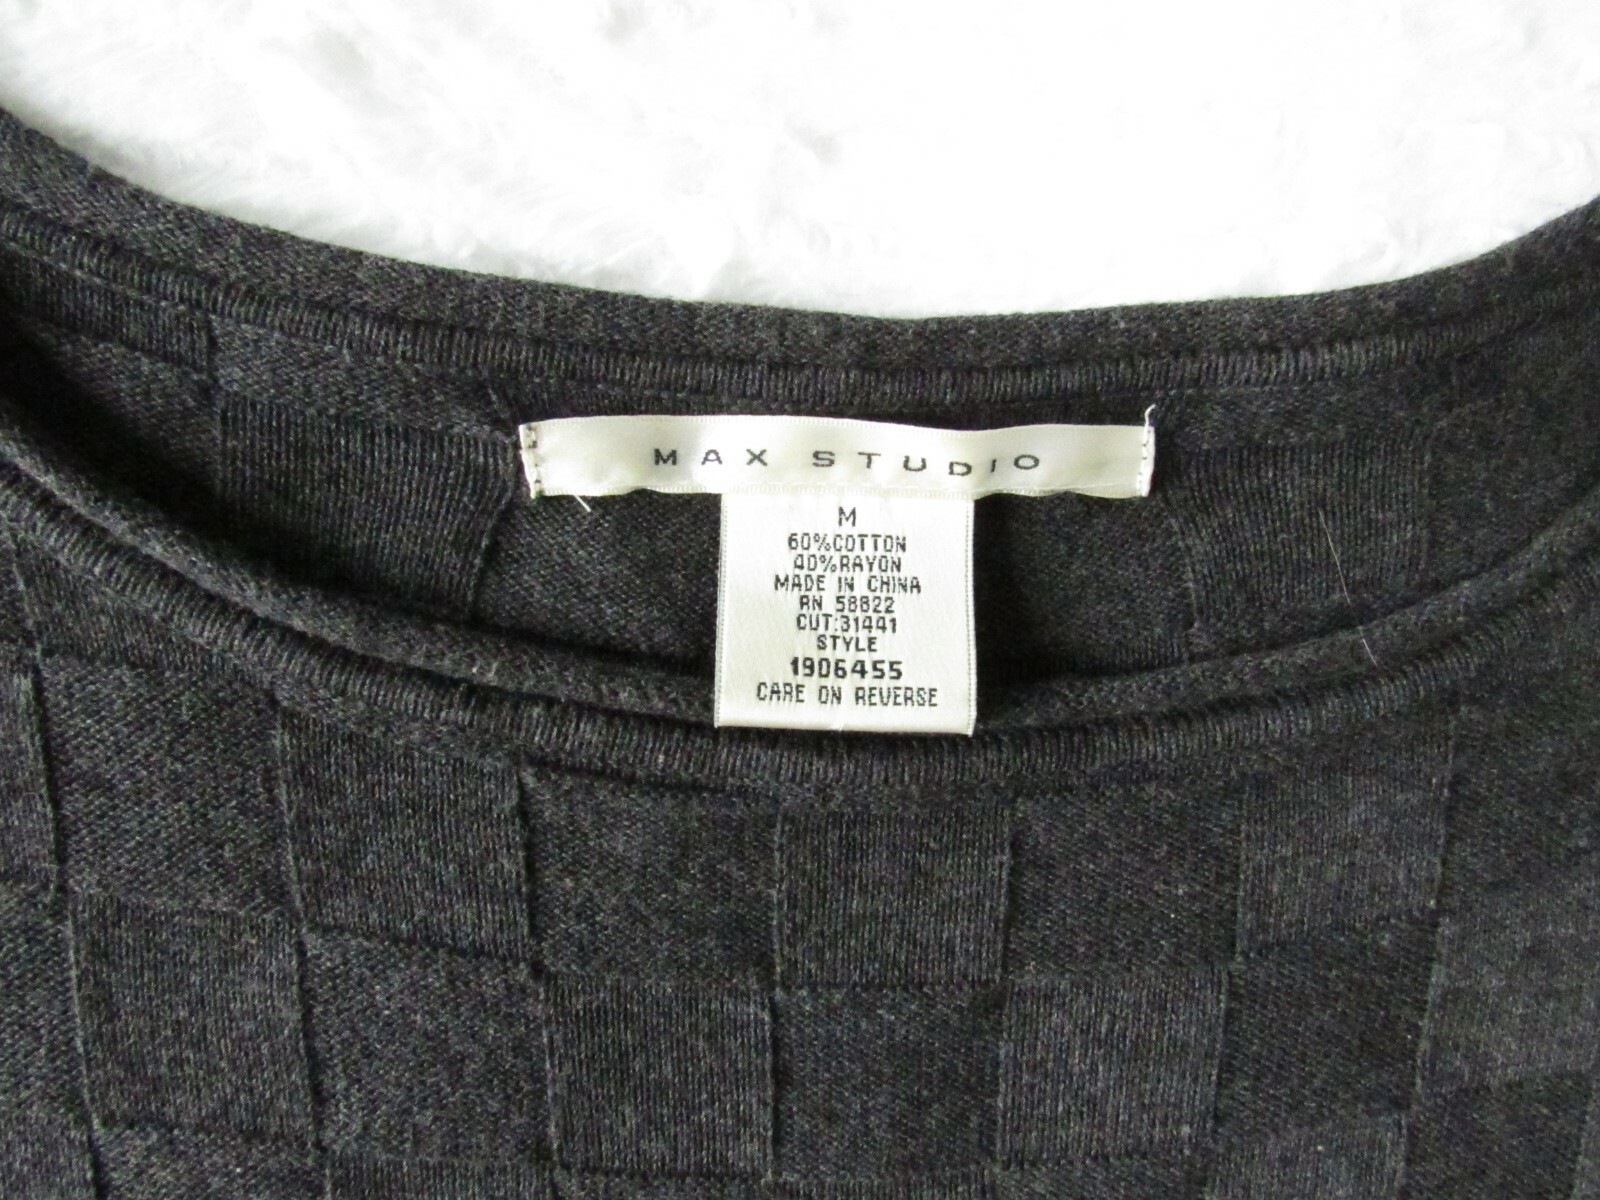 MAX STUDIO
M
60%COTTON
40%RAYON
MADE IN CHINA
RN 58822
CUT:31441
STYLE
1906455
CARE ON REVERSE